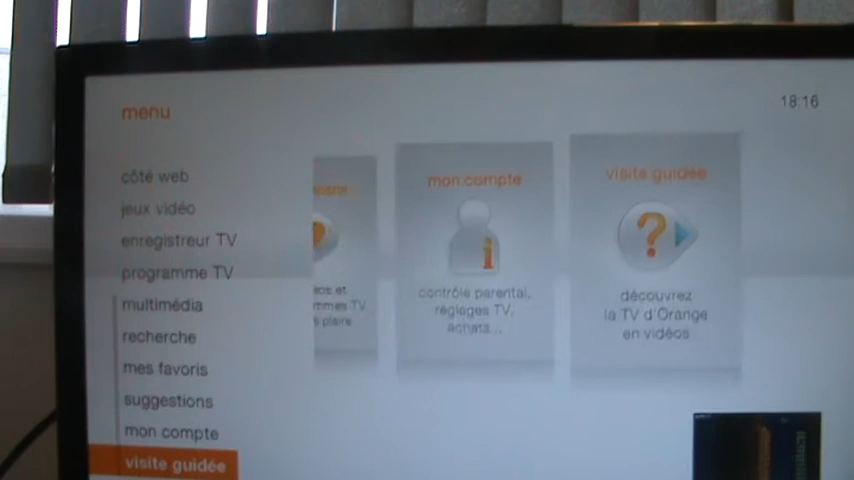 menu
18:16
côté web
jeux vidéo
enregistreur TV
programme TV
multimédia
recherche
mes favoris
suggestions
mon compte
visite guidée
plaire
mon compte
i
contrôle parental,
réglages TV,
achats...
visite guidée
?
découvrez
la TV d'Orange
en vidéos